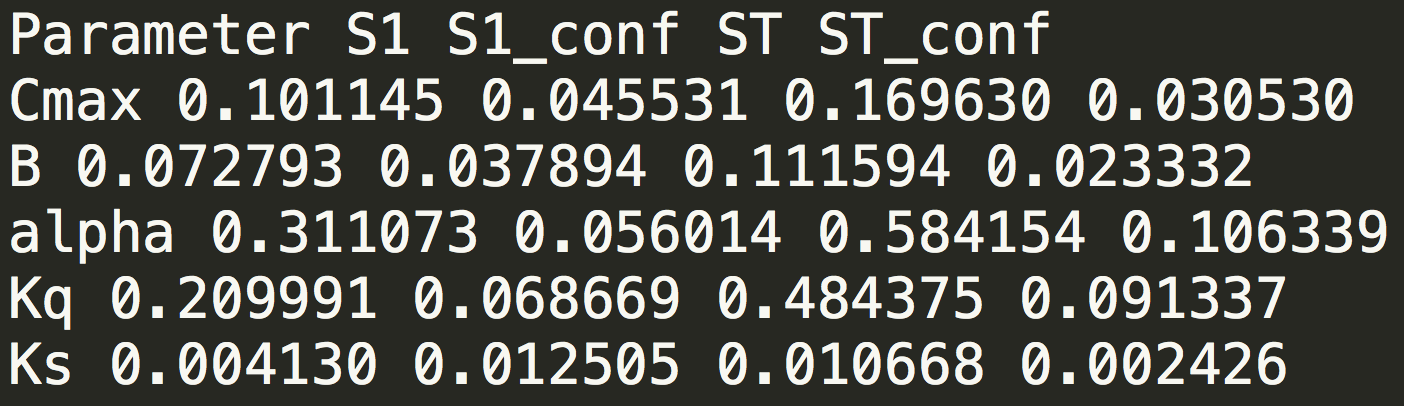 Parameter S1 S1_conf ST ST_conf
Cmax 0.101145 0.045531 0.169630 0.030530
B 0.072793 0.037894 0.111594 0.023332
alpha 0.311073 0.056014 0.584154 0.106339
Kq 0.209991 0.068669 0.484375 0.091337
Ks 0.004130 0.012505 0.010668 0.002426